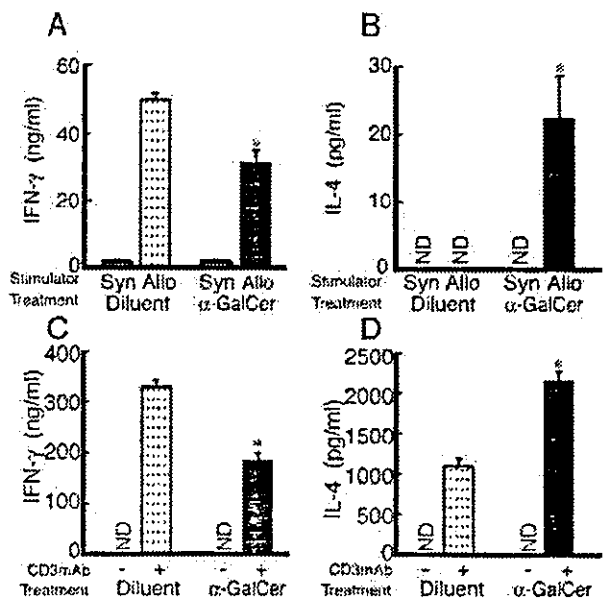 A
IFN-γ (ng/ml)
60
40
20
0
Stimulator Syn Allo Syn Allo
Treatment Diluent α-GalCer
*
B
IL-4 (pg/ml)
30
20
10
0
ND ND ND
Stimulator Syn Allo Syn Allo
Treatment Diluent α-GalCer
*
C
IFN-γ (ng/ml)
400
300
200
100
0
ND ND
CD3mAb - + - +
Treatment Diluent α-GalCer
*
D
IL-4 (pg/ml)
2500
2000
1500
1000
500
0
ND ND
CD3mAb - + - +
Treatment Diluent α-GalCer
*